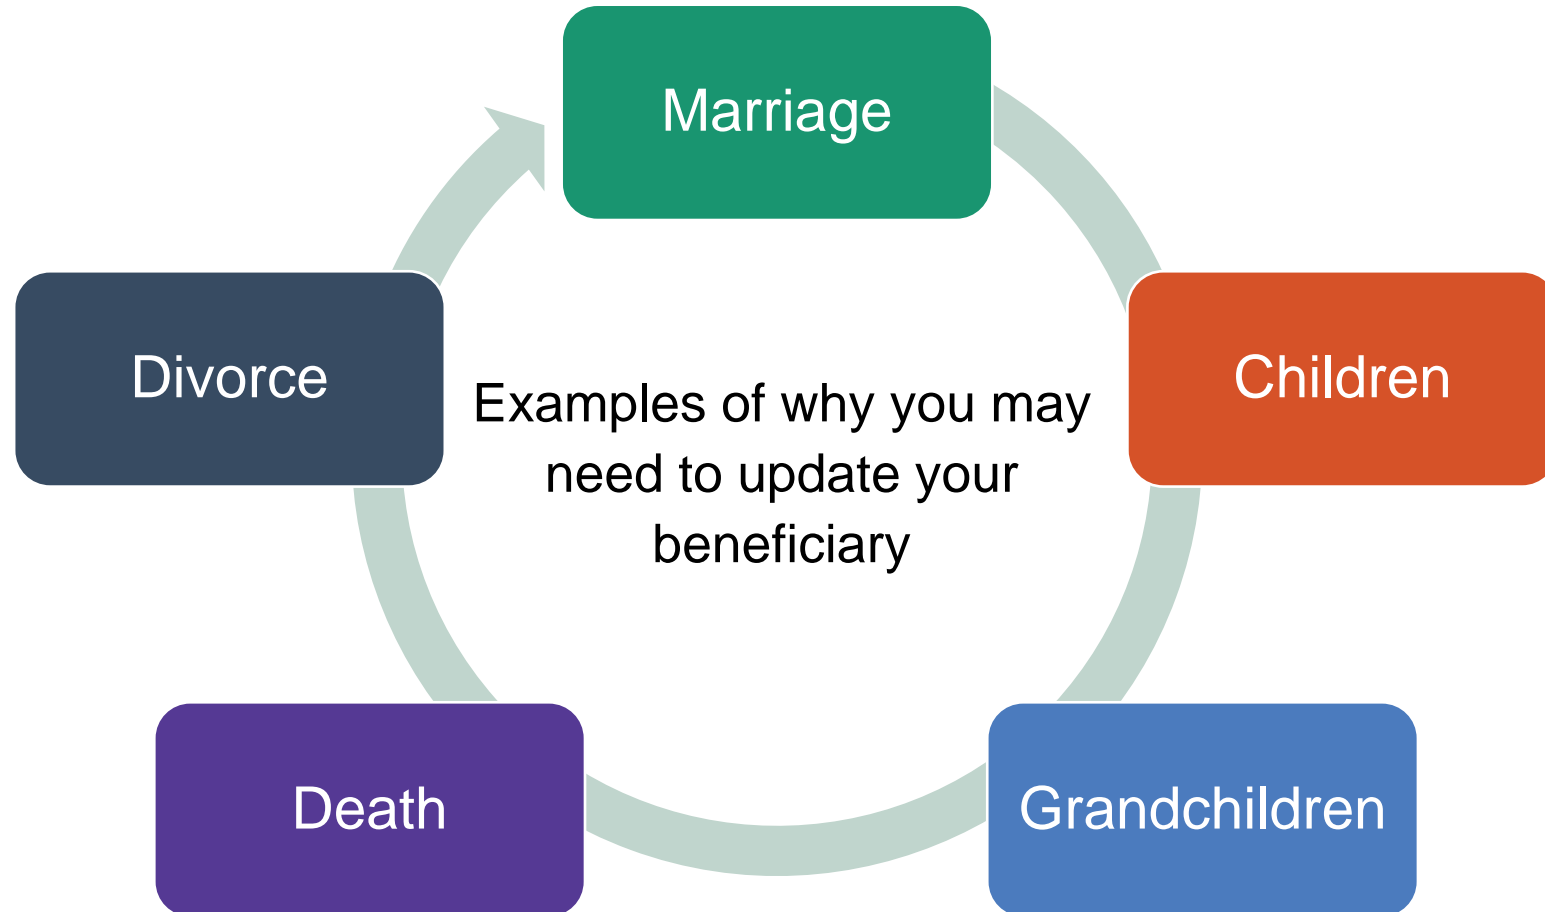 Marriage
Children
Grandchildren
Death
Divorce
Examples of why you may
need to update your
beneficiary